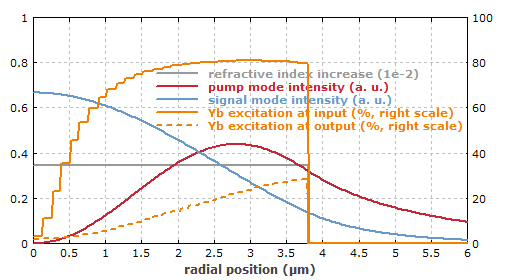 1
100
refractive index increase (1e-2)
pump mode intensity (a. u.)
signal mode intensity (a. u.)
Yb excitation at input (%, right scale)
Yb excitation at output (%, right scale)
0.8
80
0.6
60
0.4
40
0.2
20
0
0
0 0.5 1 1.5 2 2.5 3 3.5 4 4.5 5 5.5 6
radial position (µm)